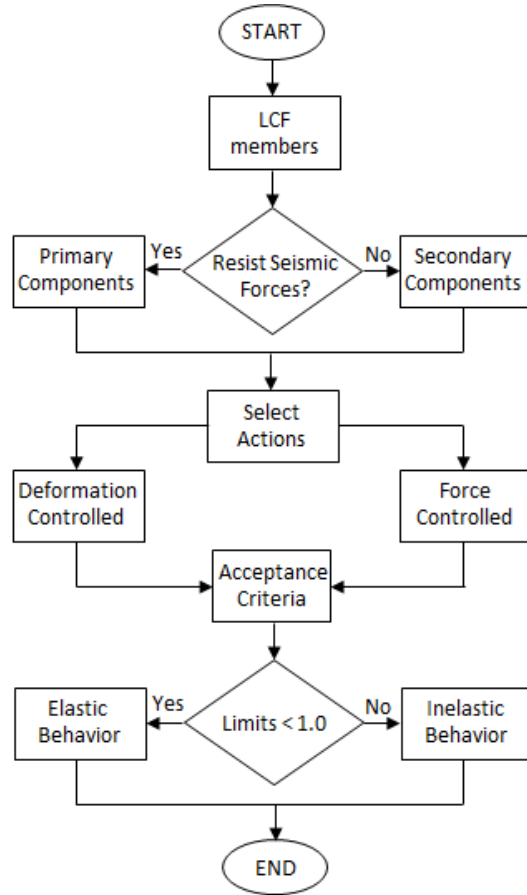 START
LCF
members
Resist Seismic
Forces?
Yes
No
Primary
Components
Secondary
Components
Select
Actions
Deformation
Controlled
Force
Controlled
Acceptance
Criteria
Limits < 1.0
Yes
No
Elastic
Behavior
Inelastic
Behavior
END